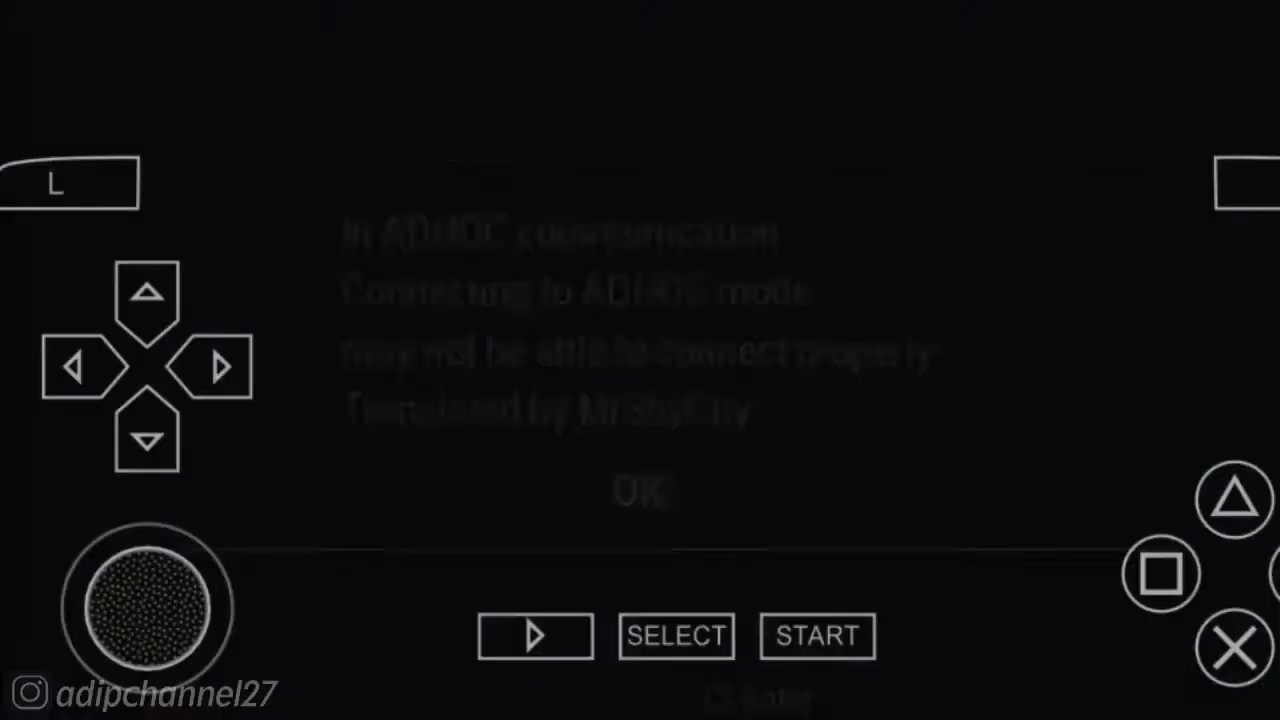 L
In ADHOC communication
Connecting to ADHOC mode
may not be able to connect properly
Translated by MrShyCity
OK
SELECT
START
adipchannel27